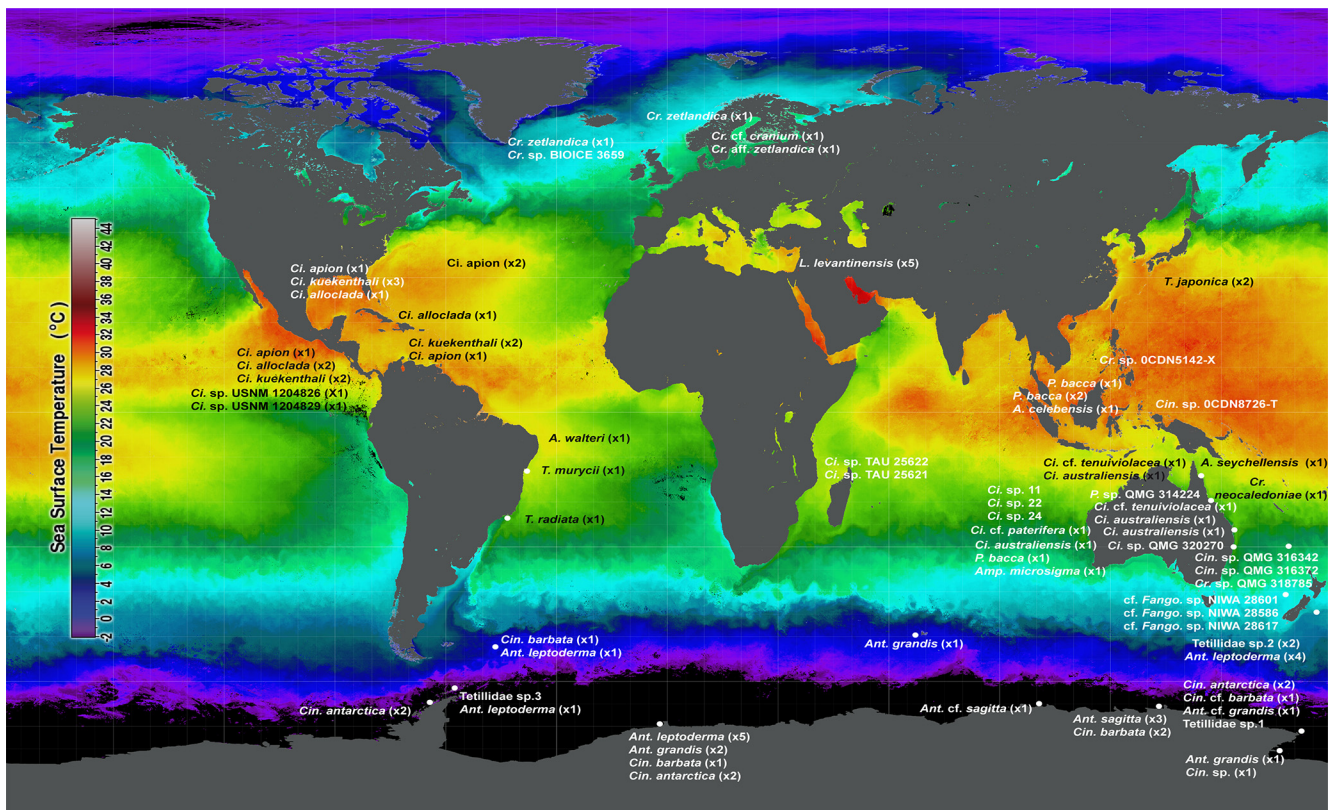 Cr. zetlandica (x1)
Cr. cf. cranium (x1)
Cr. aff. zetlandica (x1)
Cr. zetlandica (x1)
Cr. sp. BIOICE 3659
Sea Surface Temperature (°C)
44
42
40
38
36
34
32
30
28
26
24
22
20
18
16
14
12
10
8
6
4
2
0
-2
Ci. apion (x1)
Ci. kuekenthali (x3)
Ci. alloclada (x1)
Ci. apion (x2)
L. levantinensis (x5)
T. japonica (x2)
Ci. alloclada (x1)
Ci. kuekenthali (x2)
Ci. apion (x1)
Ci. apion (x1)
Ci. alloclada (x2)
Ci. kuekenthali (x2)
Ci. sp. USNM 1204826 (X1)
Ci. sp. USNM 1204829 (x1)
Cr. sp. 0CDN5142-X
P. bacca (x1)
P. bacca (x2)
A. celebensis (x1)
Cin. sp. 0CDN8726-T
A. walteri (x1)
T. murycii (x1)
T. radiata (x1)
Ci. sp. TAU 25622
Ci. sp. TAU 25621
Ci. cf. tenuiviolacea (x1)
Ci. australiensis (x1)
A. seychellensis (x1)
Cr.
neocaledoniae (x1)
P. sp. QMG 314224
Ci. cf. tenuiviolacea (x1)
Ci. australiensis (x1)
Ci. australiensis (x1)
Ci. sp. QMG 320270
Ci. sp. 11
Ci. sp. 22
Ci. sp. 24
Ci. cf. paterifera (x1)
Ci. australiensis (x1)
P. bacca (x1)
Amp. microsigma (x1)
Cin. sp. QMG 316342
Cin. sp. QMG 316372
Cr. sp. QMG 318785
cf. Fango. sp. NIWA 28601
cf. Fango. sp. NIWA 28586
cf. Fango. sp. NIWA 28617
Tetillidae sp.2 (x2)
Ant. leptoderma (x4)
Cin. barbata (x1)
Ant. leptoderma (x1)
Ant. grandis (x1)
Cin. antarctica (x2)
Cin. cf. barbata (x1)
Ant. cf. grandis (x1)
Tetillidae sp.1
Tetillidae sp.3
Ant. leptoderma (x1)
Cin. antarctica (x2)
Ant. cf. sagitta (x1)
Ant. sagitta (x3)
Cin. barbata (x2)
Ant. leptoderma (x5)
Ant. grandis (x2)
Cin. barbata (x1)
Cin. antarctica (x2)
Ant. grandis (x1)
Cin. sp. (x1)